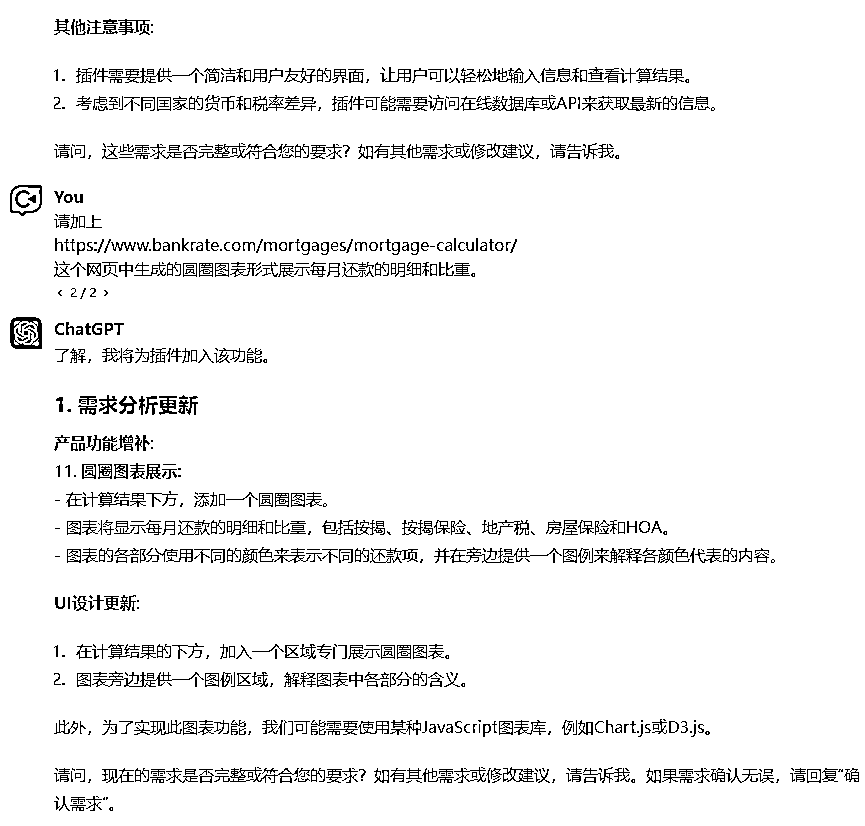 其他注意事项:
1. 插件需要提供一个简洁和用户友好的界面，让用户可以轻松地输入信息和查看计算结果。
2. 考虑到不同国家的货币和税率差异，插件可能需要访问在线数据库或API来获取最新的信息。
请问，这些需求是否完整或符合您的要求？如有其他需求或修改建议，请告诉我。
You
请加上
https://www.bankrate.com/mortgages/mortgage-calculator/
这个网页中生成的圆圈图表形式展示每月还款的明细和比重。
‹ 2 / 2 ›
ChatGPT
了解，我将为插件加入该功能。
1. 需求分析更新
产品功能增补:
11. 圆圈图表展示:
- 在计算结果下方，添加一个圆圈图表。
- 图表将显示每月还款的明细和比重，包括按揭、按揭保险、地产税、房屋保险和HOA。
- 图表的各部分使用不同的颜色来表示不同的还款项，并在旁边提供一个图例来解释各颜色代表的内容。
UI设计更新:
1. 在计算结果的下方，加入一个区域专门展示圆圈图表。
2. 图表旁边提供一个图例区域，解释图表中各部分的含义。
此外，为了实现此图表功能，我们可能需要使用某种JavaScript图表库，例如Chart.js或D3.js。
请问，现在的需求是否完整或符合您的要求？如有其他需求或修改建议，请告诉我。如果需求确认无误，请回复“确
认需求”。